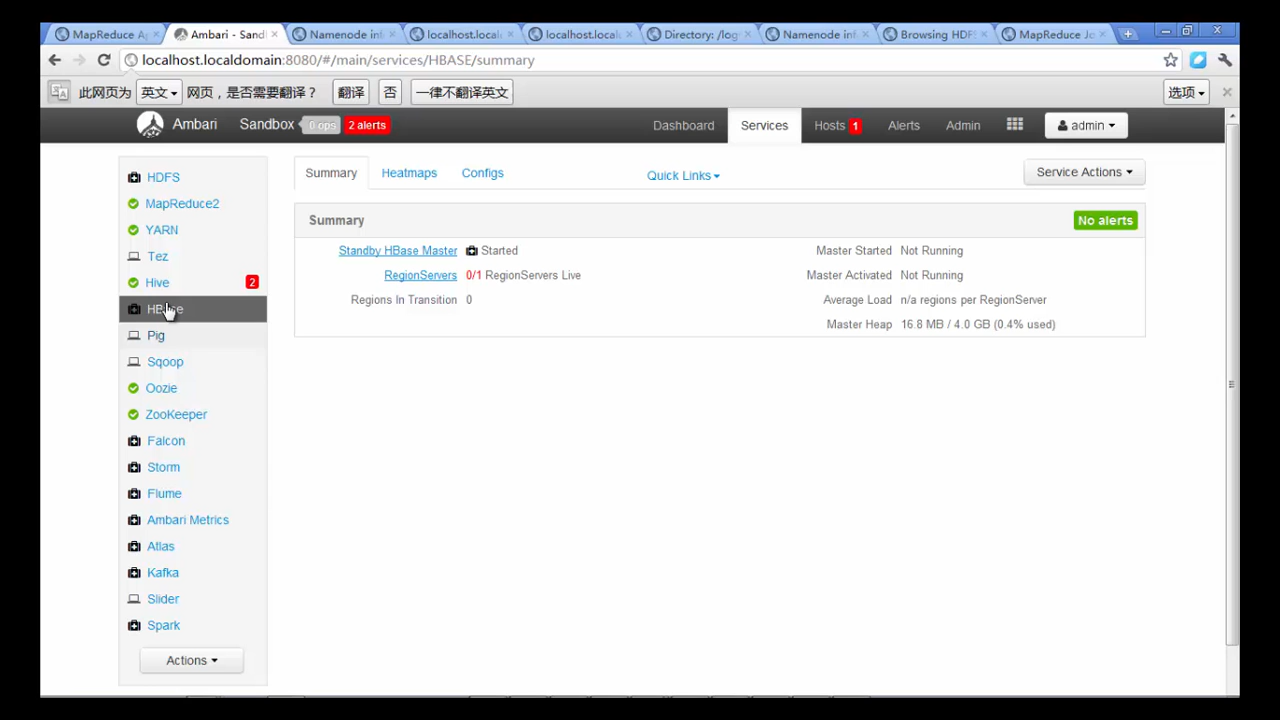 MapReduce Ap
Ambari - Sand
Namenode inf
localhost.local
localhost.local
Directory: /log
Namenode inf
Browsing HDF
MapReduce Jo
localhost.localdomain:8080/#/main/services/HBASE/summary
此网页为 英文 网页，是否需要翻译？ 翻译 否 一律不翻译英文 选项
Ambari Sandbox 0 ops 2 alerts Dashboard Services Hosts 1 Alerts Admin admin
HDFS
MapReduce2
YARN
Tez
Hive 2
Pig
Sqoop
Oozie
ZooKeeper
Falcon
Storm
Flume
Ambari Metrics
Atlas
Kafka
Slider
Spark
Actions
Summary Heatmaps Configs Quick Links Service Actions
Summary No alerts
Standby HBase Master Started
RegionServers 0/1 RegionServers Live
Regions In Transition 0
Master Started Not Running
Master Activated Not Running
Average Load n/a regions per RegionServer
Master Heap 16.8 MB / 4.0 GB (0.4% used)